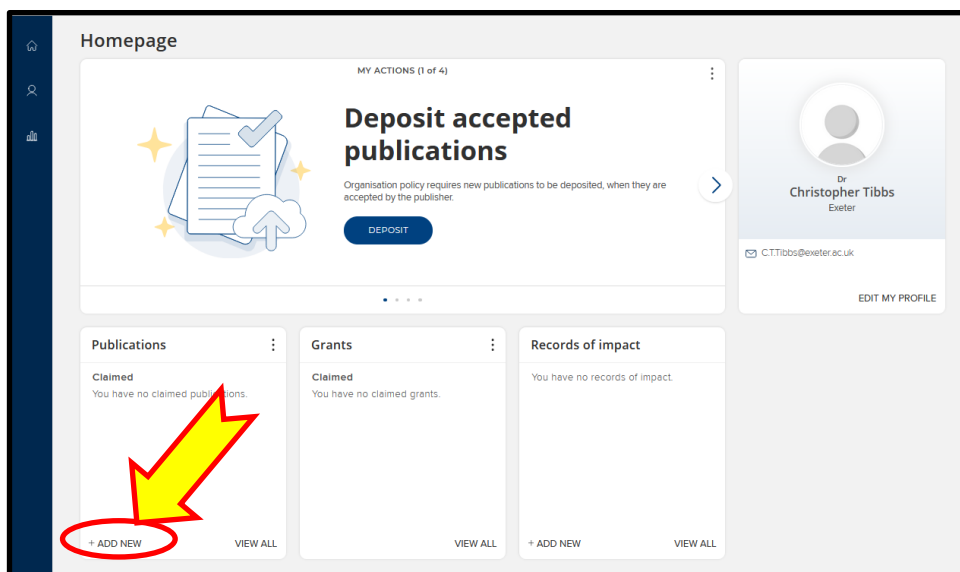 Homepage
MY ACTIONS (1 of 4)
Deposit accepted
publications
Organisation policy requires new publications to be deposited, when they are
accepted by the publisher.
DEPOSIT
Dr
Christopher Tibbs
Exeter
C.T.Tibbs@exeter.ac.uk
EDIT MY PROFILE
Publications
Claimed
You have no claimed publications.
+ ADD NEW
VIEW ALL
Grants
Claimed
You have no claimed grants.
VIEW ALL
Records of impact
You have no records of impact.
+ ADD NEW
VIEW ALL